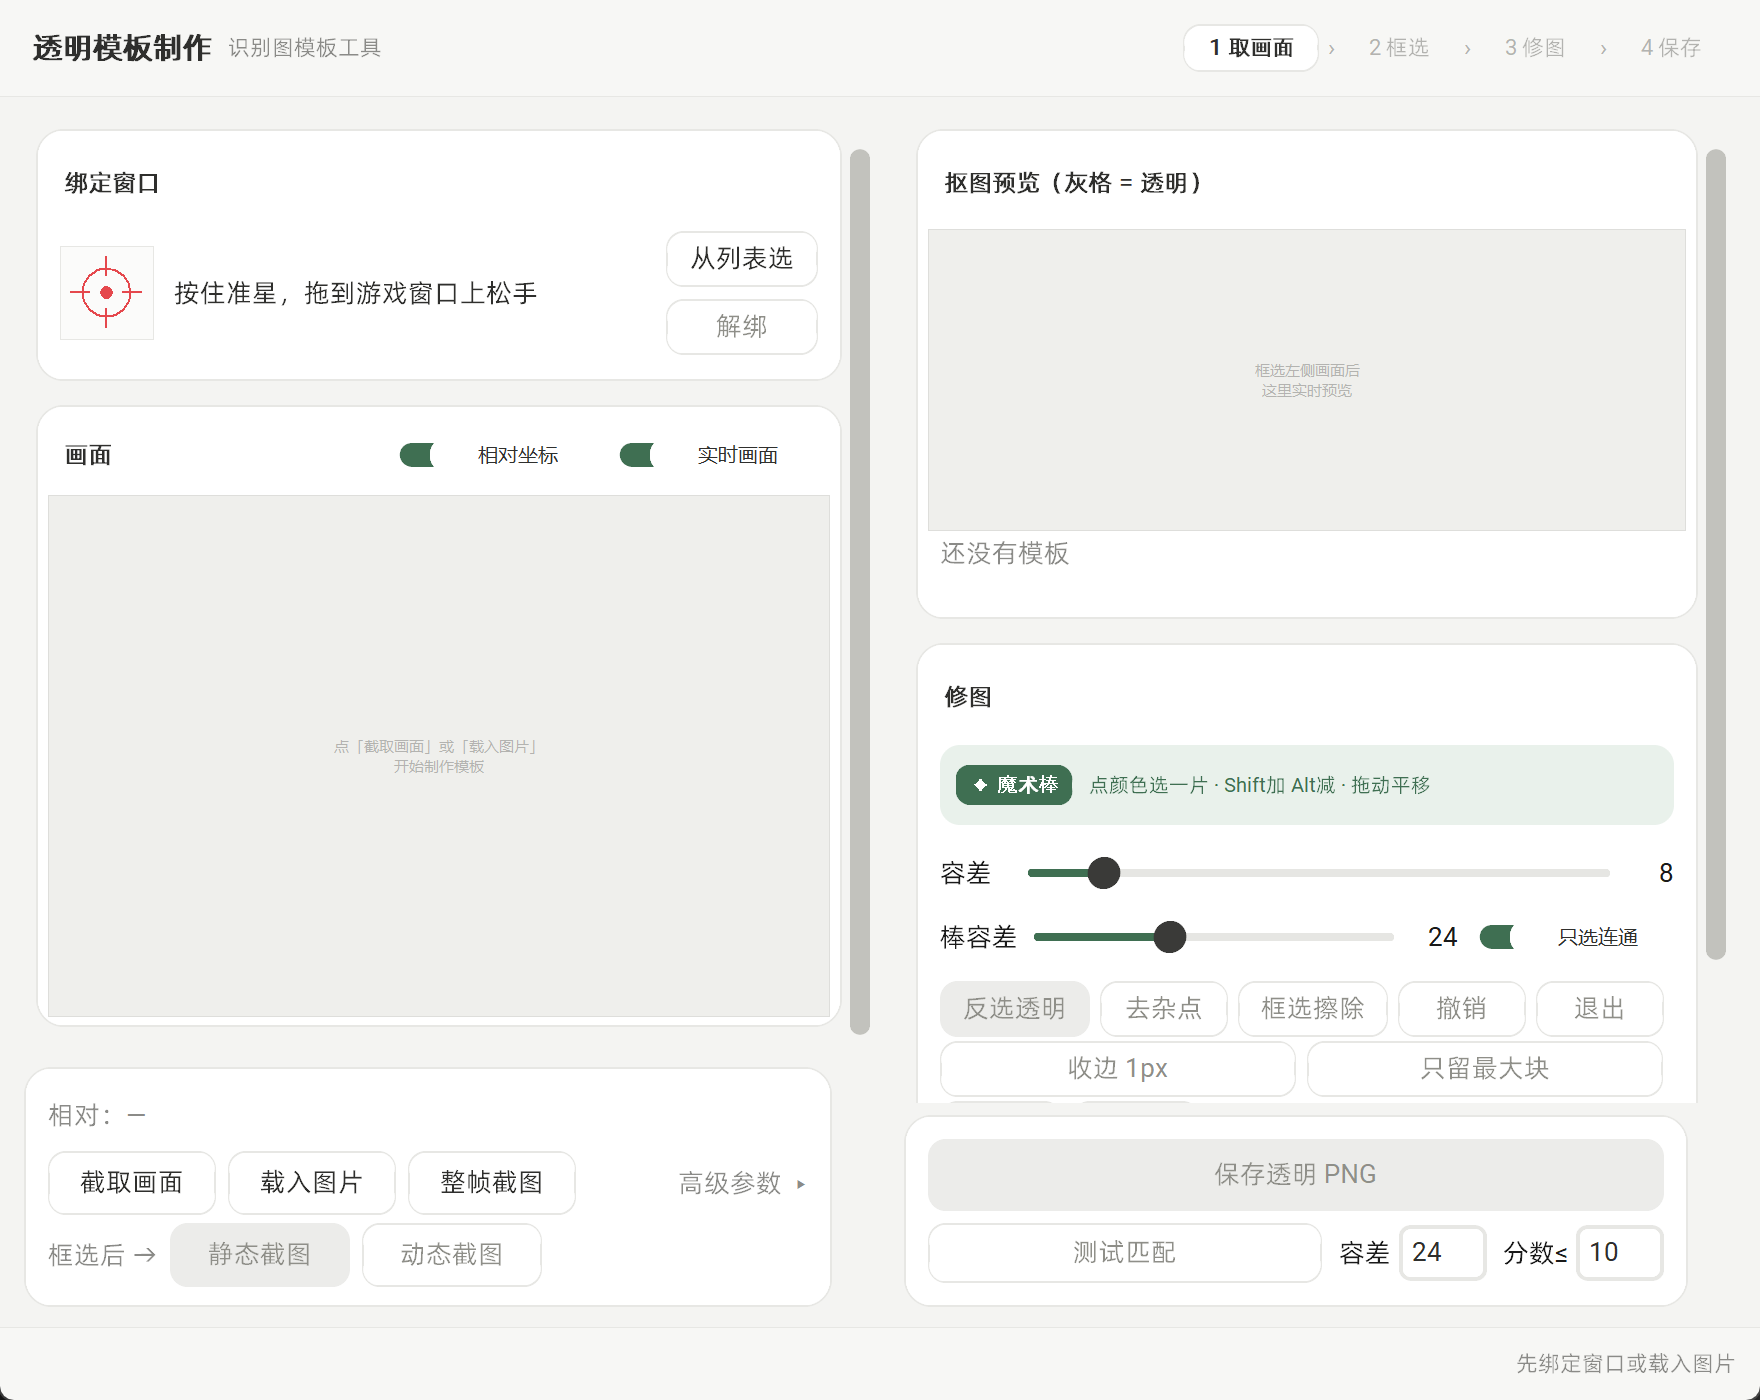 透明模板制作 识别图模板工具
1 取画面 › 2 框选 › 3 修图 › 4 保存
绑定窗口
按住准星，拖到游戏窗口上松手
从列表选
解绑
画面 相对坐标 实时画面
点「截取画面」或「载入图片」
开始制作模板
相对：—
截取画面 载入图片 整帧截图 高级参数 ▸
框选后 → 静态截图 动态截图
抠图预览（灰格 = 透明）
框选左侧画面后
这里实时预览
还没有模板
修图
✦ 魔术棒 点颜色选一片 · Shift加 Alt减 · 拖动平移
容差 8
棒容差 24 只选连通
反选透明 去杂点 框选擦除 撤销 退出
收边 1px 只留最大块
保存透明 PNG
测试匹配 容差 24 分数≤ 10
先绑定窗口或载入图片